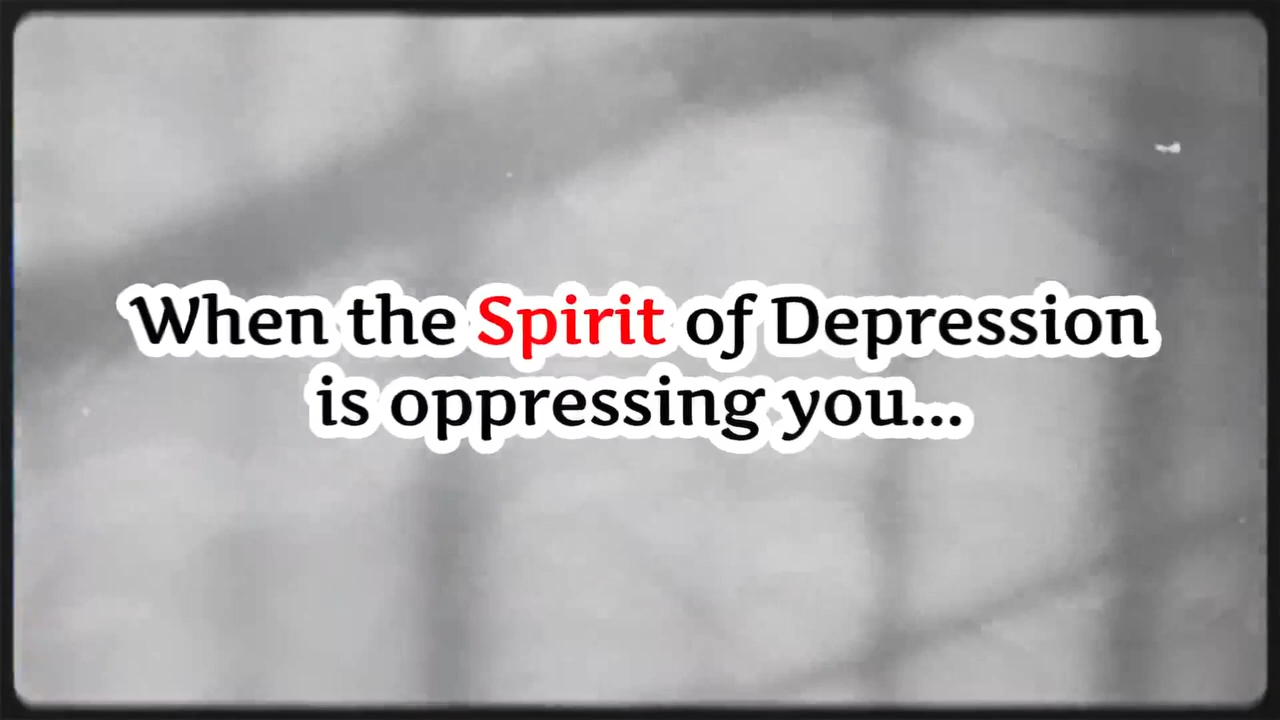 When the Spirit of Depression
is oppressing you...